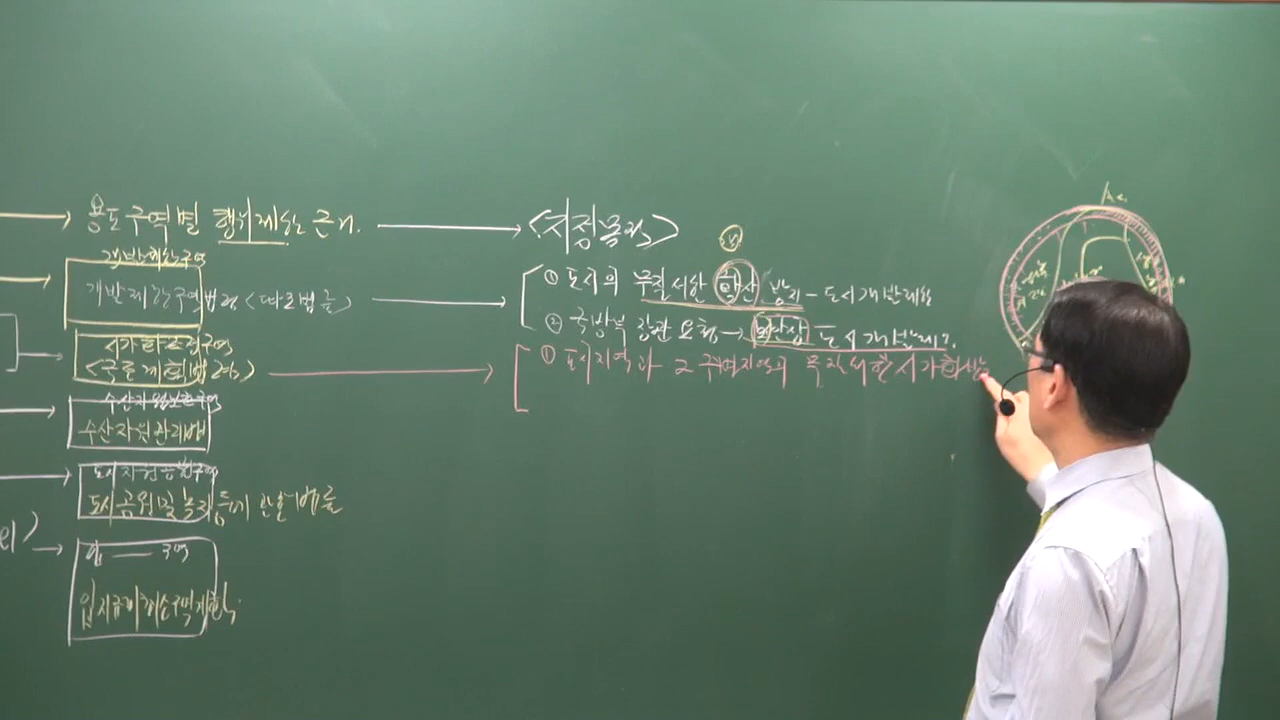 용도구역별 행위제한 근거.
<지정목적>
개발제한구역
개발제한구역법령<따로법률>
① 도시의 무질서한 확산 방지 - 도시개발제한
② 국방부 장관 요청 → 보안상 도시개발제한
시가화조정구역
<국토계획법령>
① 도시지역과 그 주변지역의 무질서한 시가화
수산자원보호구역
수산자원관리법
도시자연공원구역
도시공원 및 녹지 등에 관한 법률
입 — 구역
입지규제최소구역계획